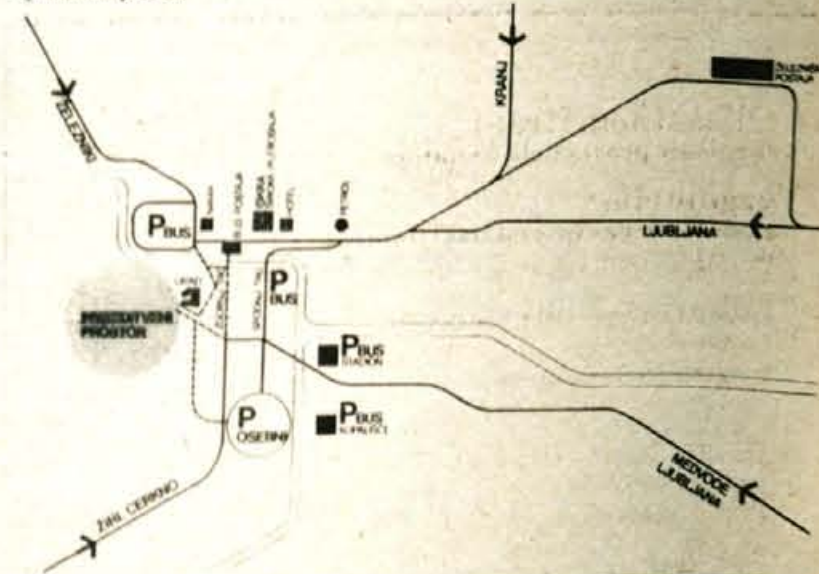 KRANJ
ŽELEZNIŠKA
POSTAJA
ŽELEZNIKI
HOTEL
PETROL
P BUS
LJUBLJANA
P
BUS
PRIREDITVENI
PROSTOR
P BUS
STADION
P
OSEBNI
P BUS
KOPALIŠČE
MEDVODE
LJUBLJANA
ŽIRI, CERKNO